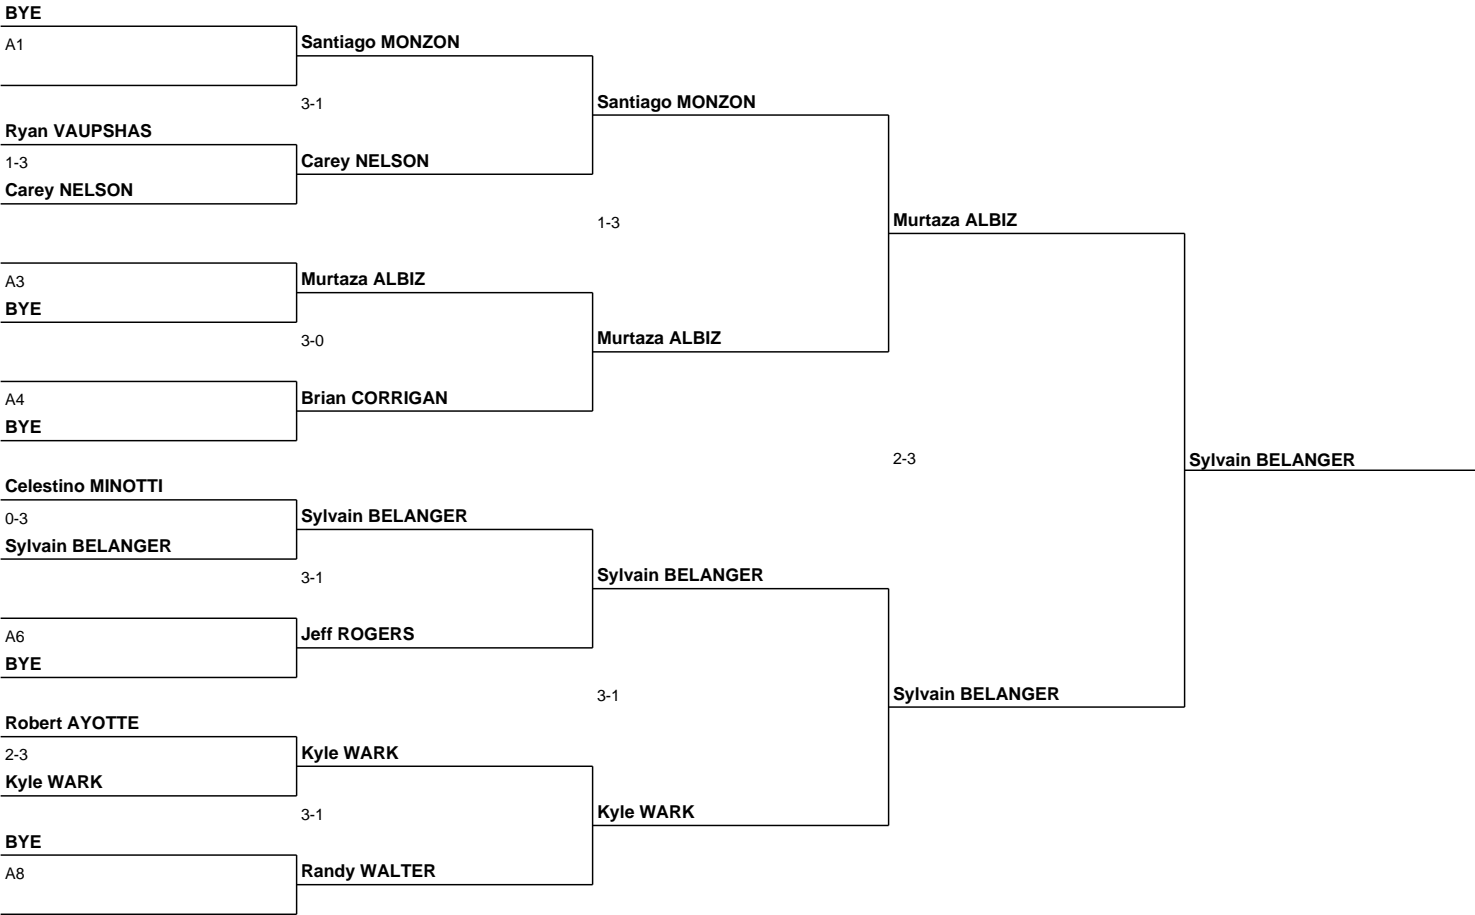 BYE
A1
Santiago MONZON
3-1
Santiago MONZON
Ryan VAUPSHAS
1-3
Carey NELSON
Carey NELSON
1-3
Murtaza ALBIZ
A3
Murtaza ALBIZ
BYE
3-0
Murtaza ALBIZ
A4
Brian CORRIGAN
BYE
2-3
Sylvain BELANGER
Celestino MINOTTI
0-3
Sylvain BELANGER
Sylvain BELANGER
3-1
Sylvain BELANGER
A6
Jeff ROGERS
BYE
3-1
Sylvain BELANGER
Robert AYOTTE
2-3
Kyle WARK
Kyle WARK
3-1
Kyle WARK
BYE
A8
Randy WALTER